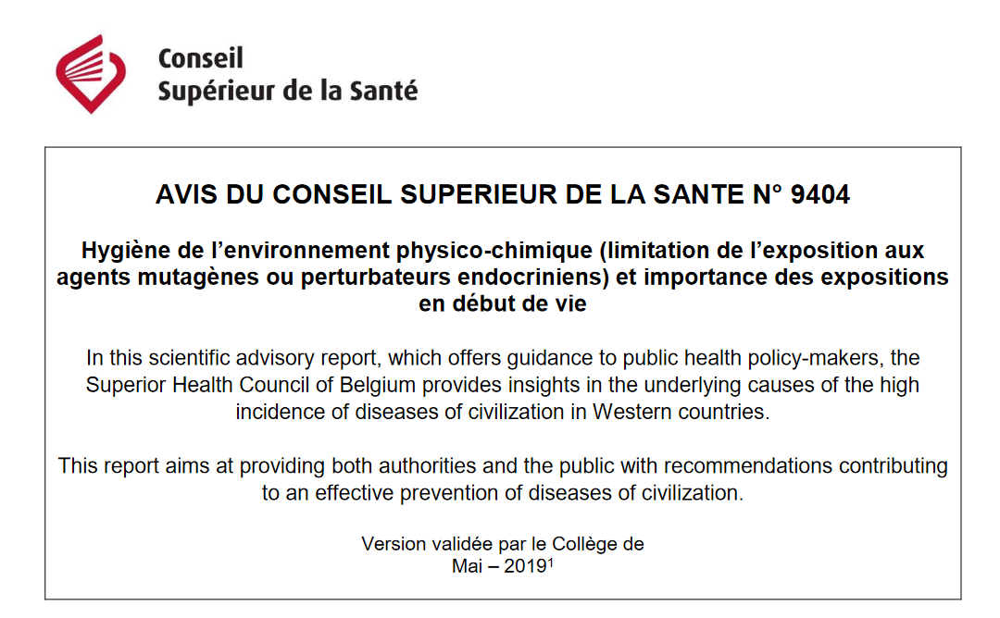 Conseil
Supérieur de la Santé
AVIS DU CONSEIL SUPERIEUR DE LA SANTE N° 9404
Hygiène de l’environnement physico-chimique (limitation de l’exposition aux
agents mutagènes ou perturbateurs endocriniens) et importance des expositions
en début de vie
In this scientific advisory report, which offers guidance to public health policy-makers, the
Superior Health Council of Belgium provides insights in the underlying causes of the high
incidence of diseases of civilization in Western countries.
This report aims at providing both authorities and the public with recommendations contributing
to an effective prevention of diseases of civilization.
Version validée par le Collège de
Mai – 2019¹